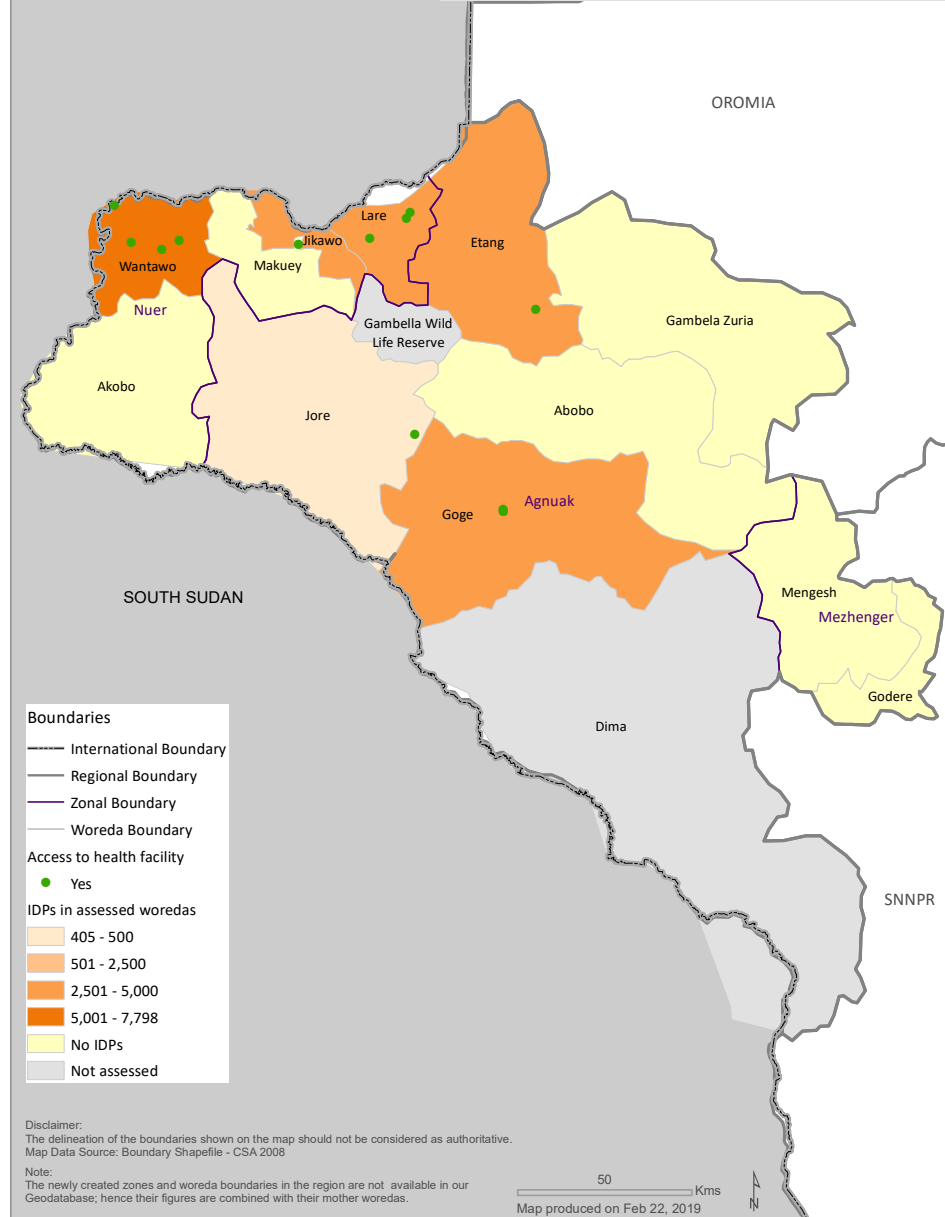 OROMIA
Lare
Jikawo
Etang
Wantawo
Makuey
Nuer
Gambella Wild
Life Reserve
Gambela Zuria
Akobo
Jore
Abobo
Goge
Agnuak
SOUTH SUDAN
Mengesh
Mezhenger
Godere
Dima
SNNPR
Boundaries
International Boundary
Regional Boundary
Zonal Boundary
Woreda Boundary
Access to health facility
Yes
IDPs in assessed woredas
405 - 500
501 - 2,500
2,501 - 5,000
5,001 - 7,798
No IDPs
Not assessed
Disclaimer:
The delineation of the boundaries shown on the map should not be considered as authoritative.
Map Data Source: Boundary Shapefile - CSA 2008
Note:
The newly created zones and woreda boundaries in the region are not available in our
Geodatabase; hence their figures are combined with their mother woredas.
50
Kms
Map produced on Feb 22, 2019
N